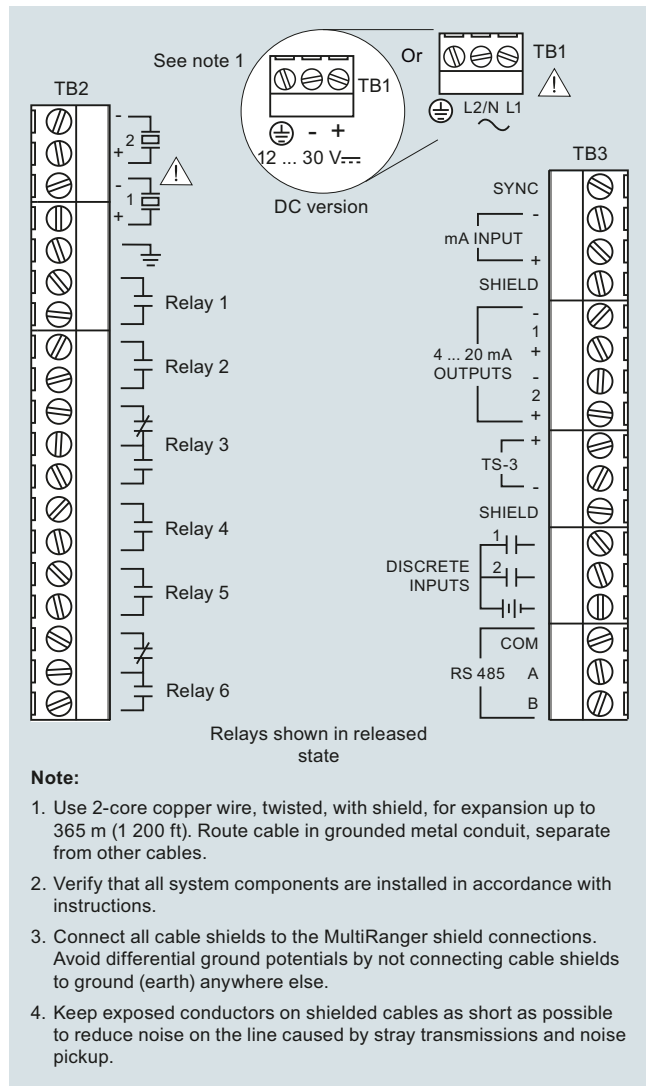 See note 1
Or
TB1
TB1
L2/N L1
- +
12 ... 30 V
DC version
TB2
-
2
+
-
1
+
Relay 1
Relay 2
Relay 3
Relay 4
Relay 5
Relay 6
TB3
SYNC
-
mA INPUT
+
SHIELD
-
1
+
4 ... 20 mA
OUTPUTS
-
2
+
+
TS-3
-
SHIELD
1
DISCRETE
INPUTS
2
COM
RS 485
A
B
Relays shown in released
state
Note:
1. Use 2-core copper wire, twisted, with shield, for expansion up to
365 m (1 200 ft). Route cable in grounded metal conduit, separate
from other cables.
2. Verify that all system components are installed in accordance with
instructions.
3. Connect all cable shields to the MultiRanger shield connections.
Avoid differential ground potentials by not connecting cable shields
to ground (earth) anywhere else.
4. Keep exposed conductors on shielded cables as short as possible
to reduce noise on the line caused by stray transmissions and noise
pickup.